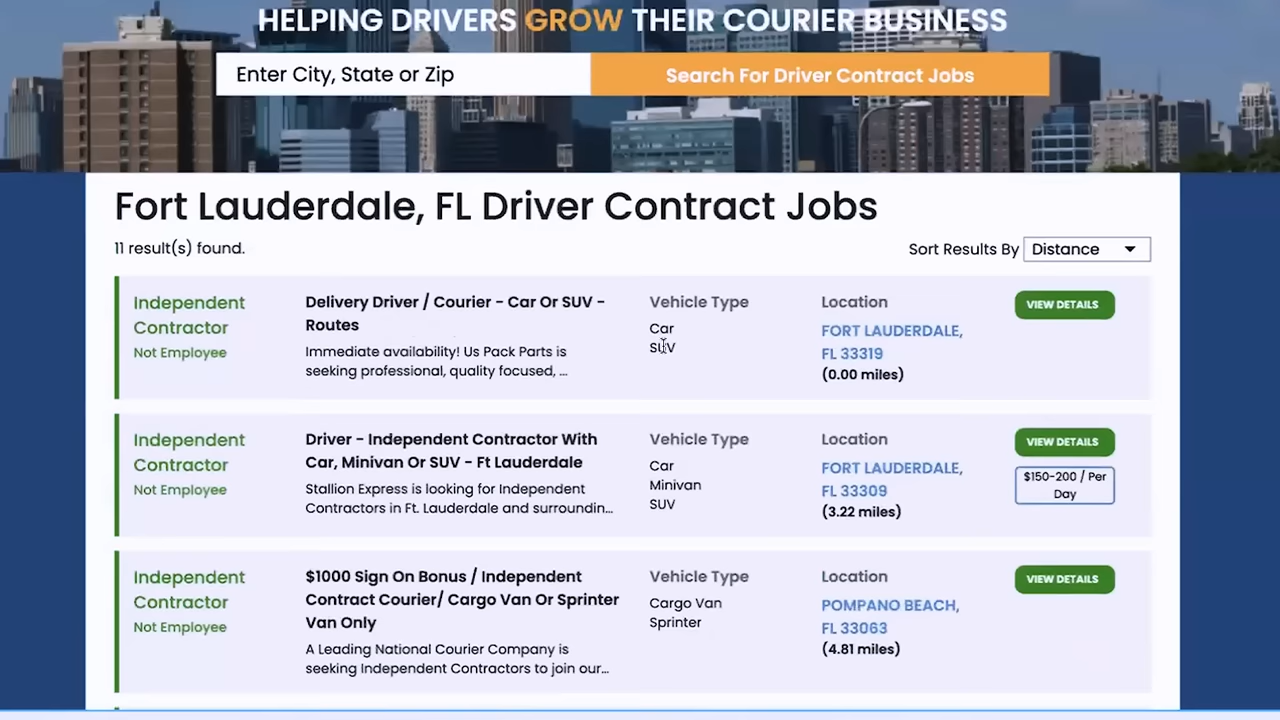 HELPING DRIVERS GROW THEIR COURIER BUSINESS
Enter City, State or Zip
Search For Driver Contract Jobs
Fort Lauderdale, FL Driver Contract Jobs
11 result(s) found.
Sort Results By Distance
Independent
Contractor
Not Employee
Delivery Driver / Courier - Car Or SUV -
Routes
Immediate availability! Us Pack Parts is
seeking professional, quality focused, ...
Vehicle Type
Car
SUV
Location
FORT LAUDERDALE,
FL 33319
(0.00 miles)
VIEW DETAILS
Independent
Contractor
Not Employee
Driver - Independent Contractor With
Car, Minivan Or SUV - Ft Lauderdale
Stallion Express is looking for Independent
Contractors in Ft. Lauderdale and surroundin...
Vehicle Type
Car
Minivan
SUV
Location
FORT LAUDERDALE,
FL 33309
(3.22 miles)
VIEW DETAILS
$150-200 / Per
Day
Independent
Contractor
Not Employee
$1000 Sign On Bonus / Independent
Contract Courier/ Cargo Van Or Sprinter
Van Only
A Leading National Courier Company is
seeking Independent Contractors to join our...
Vehicle Type
Cargo Van
Sprinter
Location
POMPANO BEACH,
FL 33063
(4.81 miles)
VIEW DETAILS